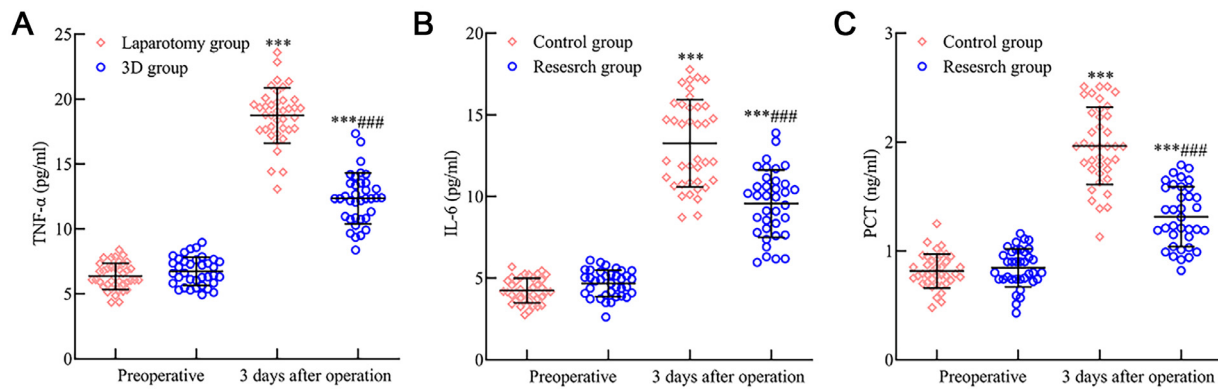 A
TNF-α (pg/ml)
25
20
15
10
5
0
Laparotomy group
3D group
***
***###
Preoperative
3 days after operation
B
IL-6 (pg/ml)
20
15
10
5
0
Control group
Resesrch group
***
***###
Preoperative
3 days after operation
C
PCT (ng/ml)
3
2
1
0
Control group
Resesrch group
***
***###
Preoperative
3 days after operation